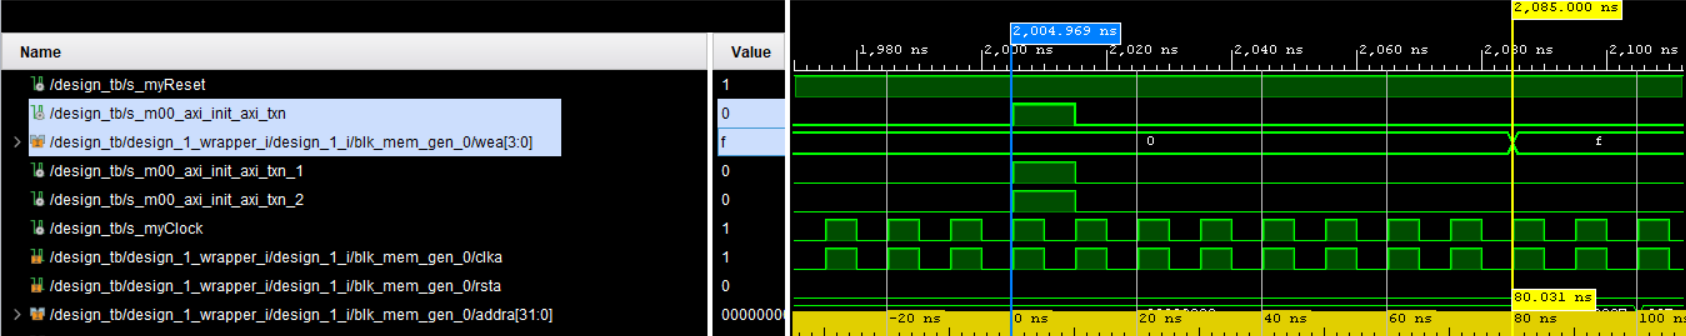 2,085.000 ns
2,004.969 ns
Name Value
1,980 ns 2,000 ns 2,020 ns 2,040 ns 2,060 ns 2,080 ns 2,100 ns
/design_tb/s_myReset 1
/design_tb/s_m00_axi_init_axi_txn 0
/design_tb/design_1_wrapper_i/design_1_i/blk_mem_gen_0/wea[3:0] f 0 f
/design_tb/s_m00_axi_init_axi_txn_1 0
/design_tb/s_m00_axi_init_axi_txn_2 0
/design_tb/s_myClock 1
/design_tb/design_1_wrapper_i/design_1_i/blk_mem_gen_0/clka 1
/design_tb/design_1_wrapper_i/design_1_i/blk_mem_gen_0/rsta 0
80.031 ns
/design_tb/design_1_wrapper_i/design_1_i/blk_mem_gen_0/addra[31:0] 00000000
-20 ns 0 ns 20 ns 40 ns 60 ns 80 ns 100 ns